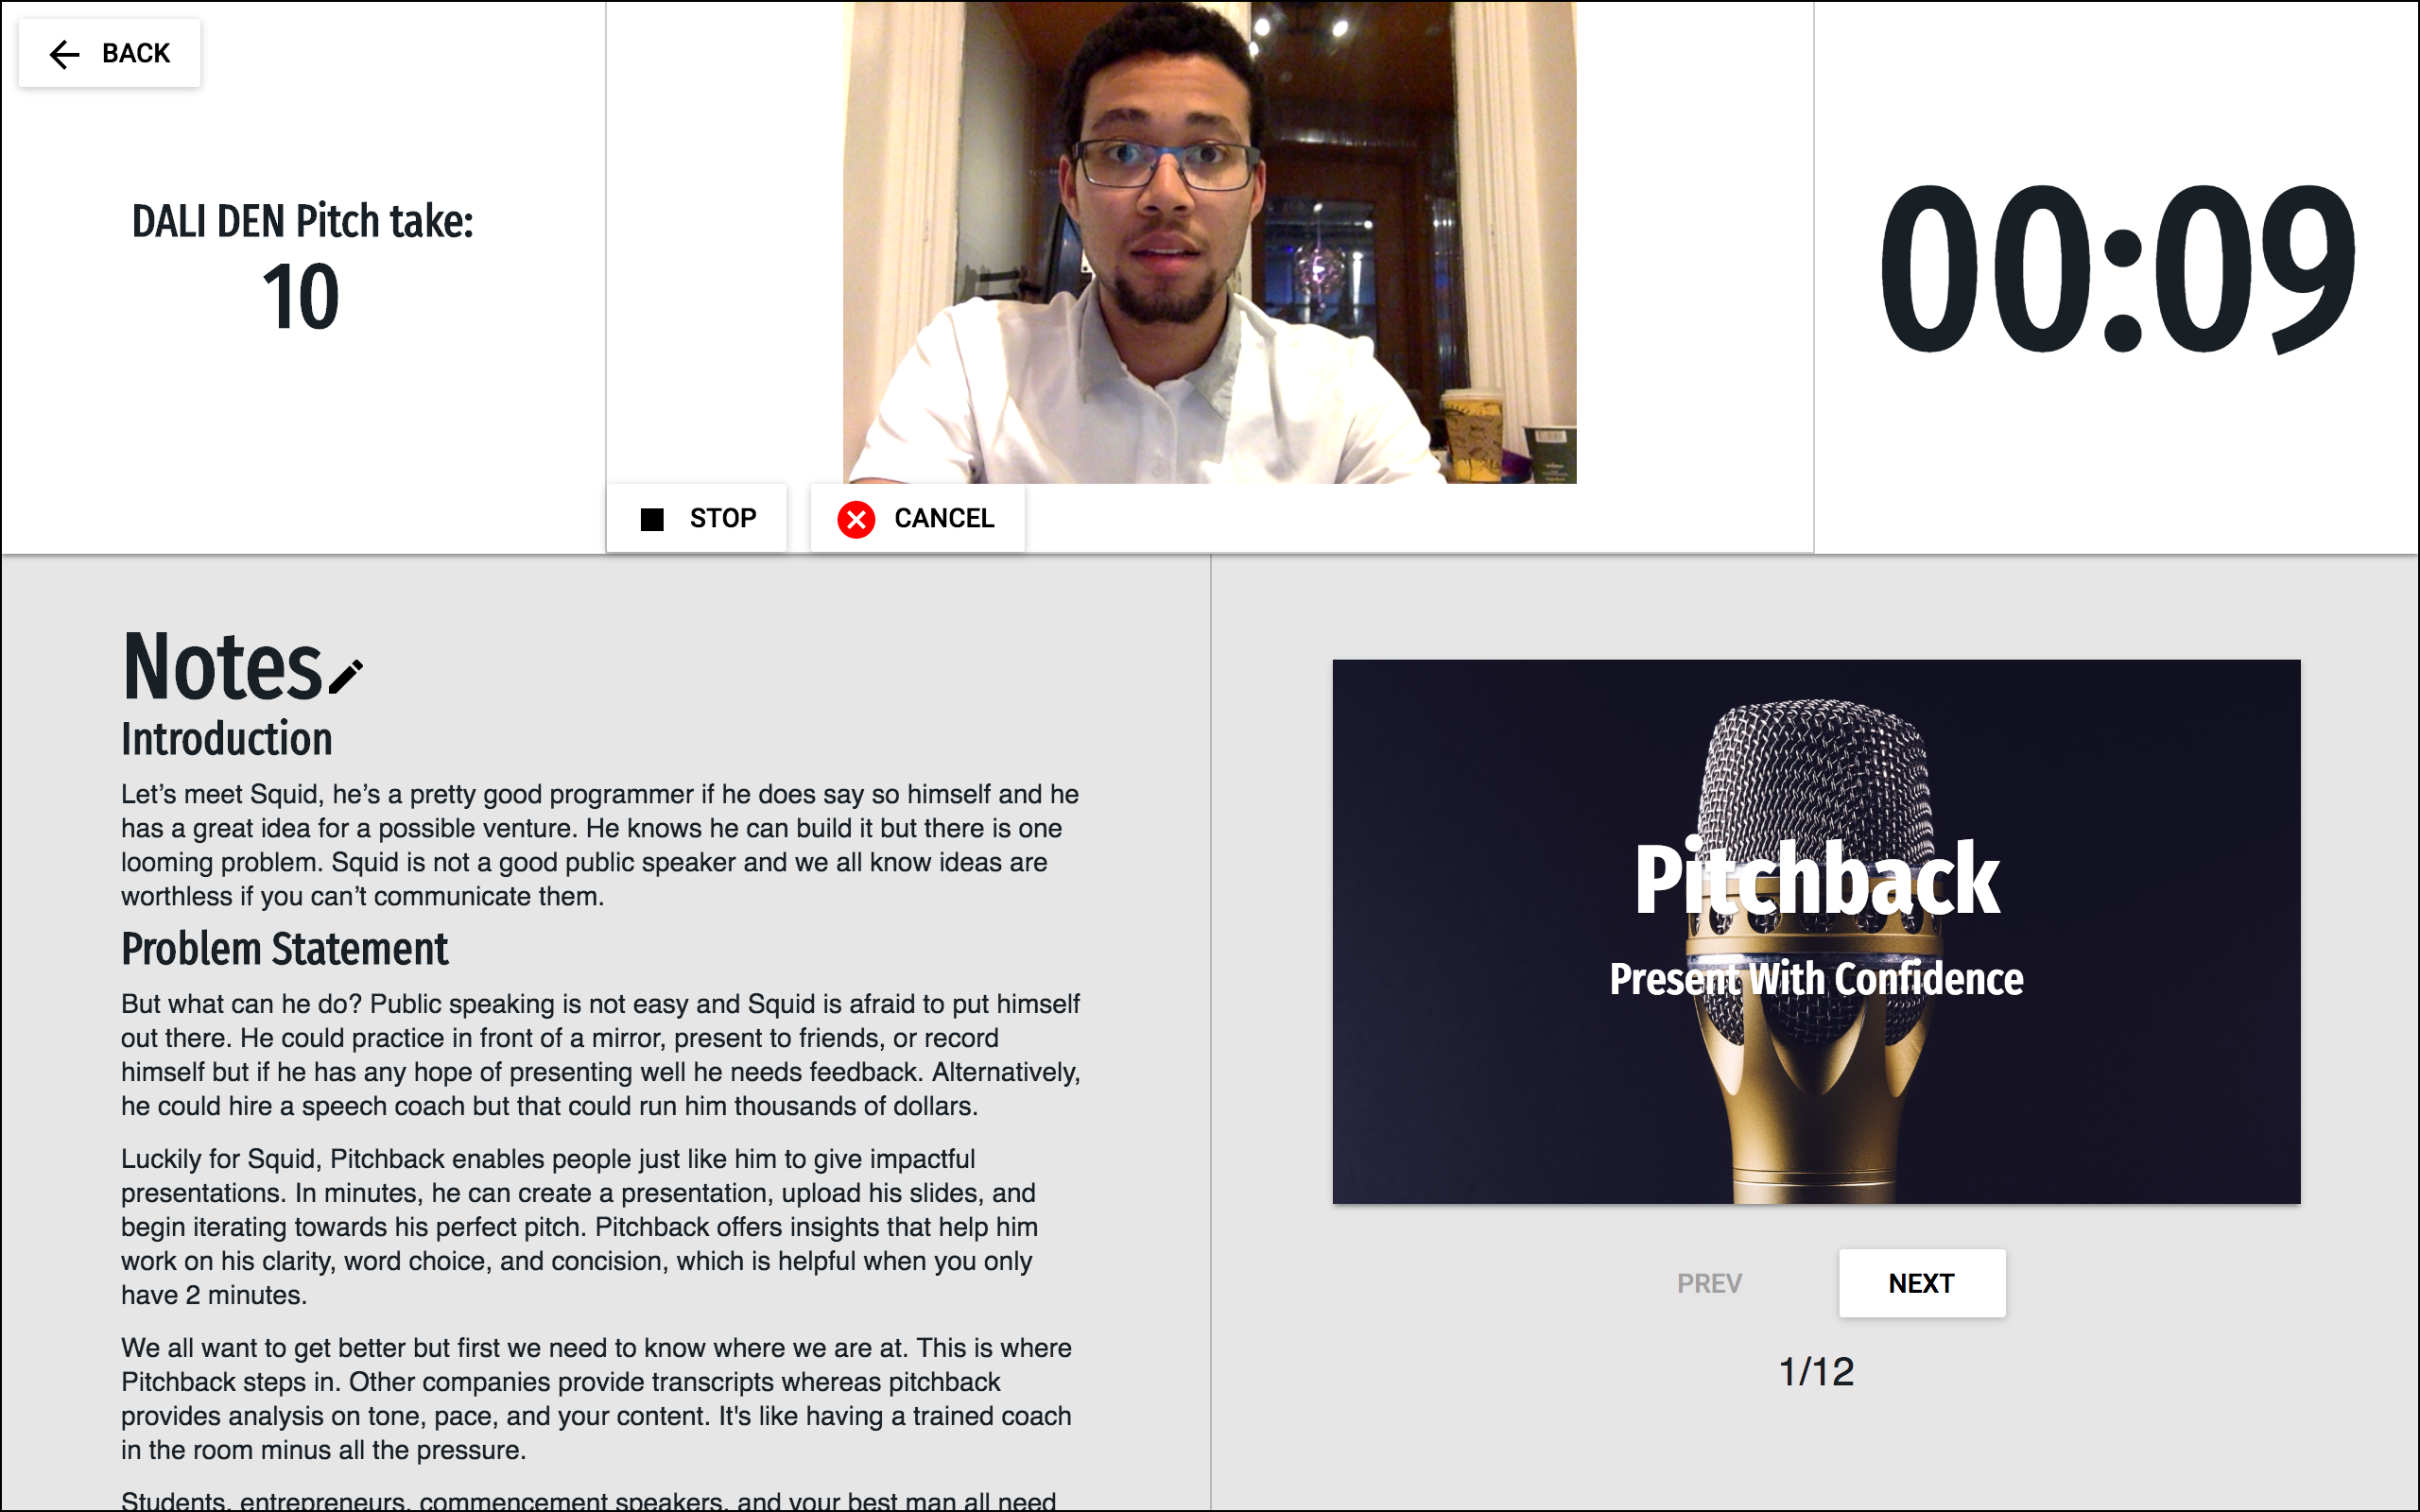 BACK
DALI DEN Pitch take:
10
00:09
STOP
CANCEL
Notes
Introduction
Let’s meet Squid, he’s a pretty good programmer if he does say so himself and he
has a great idea for a possible venture. He knows he can build it but there is one
looming problem. Squid is not a good public speaker and we all know ideas are
worthless if you can’t communicate them.
Problem Statement
But what can he do? Public speaking is not easy and Squid is afraid to put himself
out there. He could practice in front of a mirror, present to friends, or record
himself but if he has any hope of presenting well he needs feedback. Alternatively,
he could hire a speech coach but that could run him thousands of dollars.
Luckily for Squid, Pitchback enables people just like him to give impactful
presentations. In minutes, he can create a presentation, upload his slides, and
begin iterating towards his perfect pitch. Pitchback offers insights that help him
work on his clarity, word choice, and concision, which is helpful when you only
have 2 minutes.
We all want to get better but first we need to know where we are at. This is where
Pitchback steps in. Other companies provide transcripts whereas pitchback
provides analysis on tone, pace, and your content. It's like having a trained coach
in the room minus all the pressure.
Students, entrepreneurs, commencement speakers, and your best man all need
Pitchback
Present With Confidence
PREV
NEXT
1/12